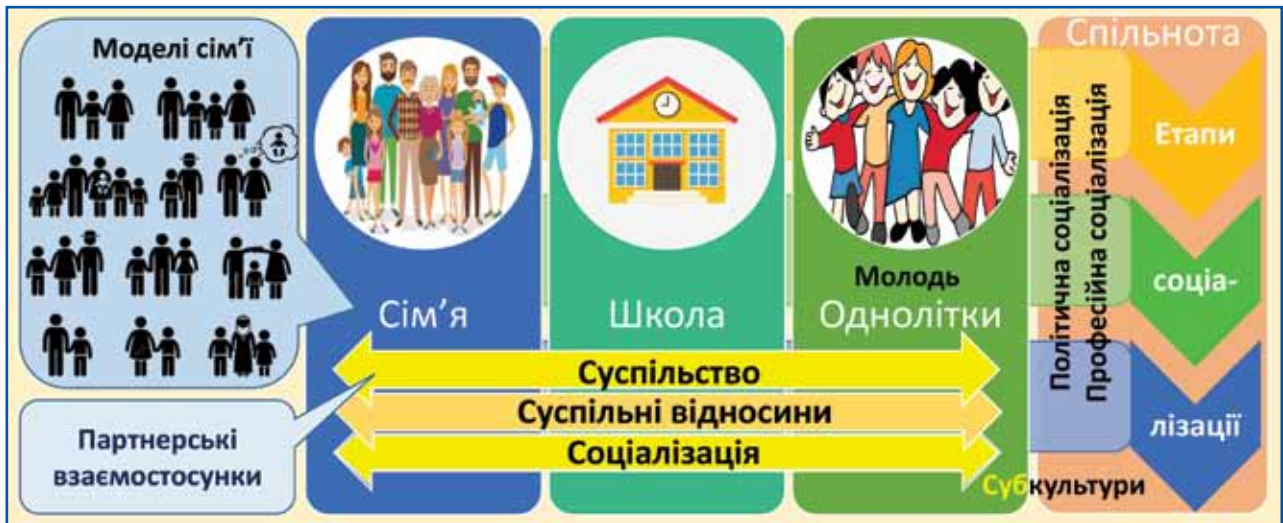 Моделі сім’ї
Партнерські
взаємостосунки
Сім’я
Школа
Молодь
Однолітки
Суспільство
Суспільні відносини
Соціалізація
Субкультури
Спільнота
Політична соціалізація
Професійна соціалізація
Етапи
соціа-
лізації